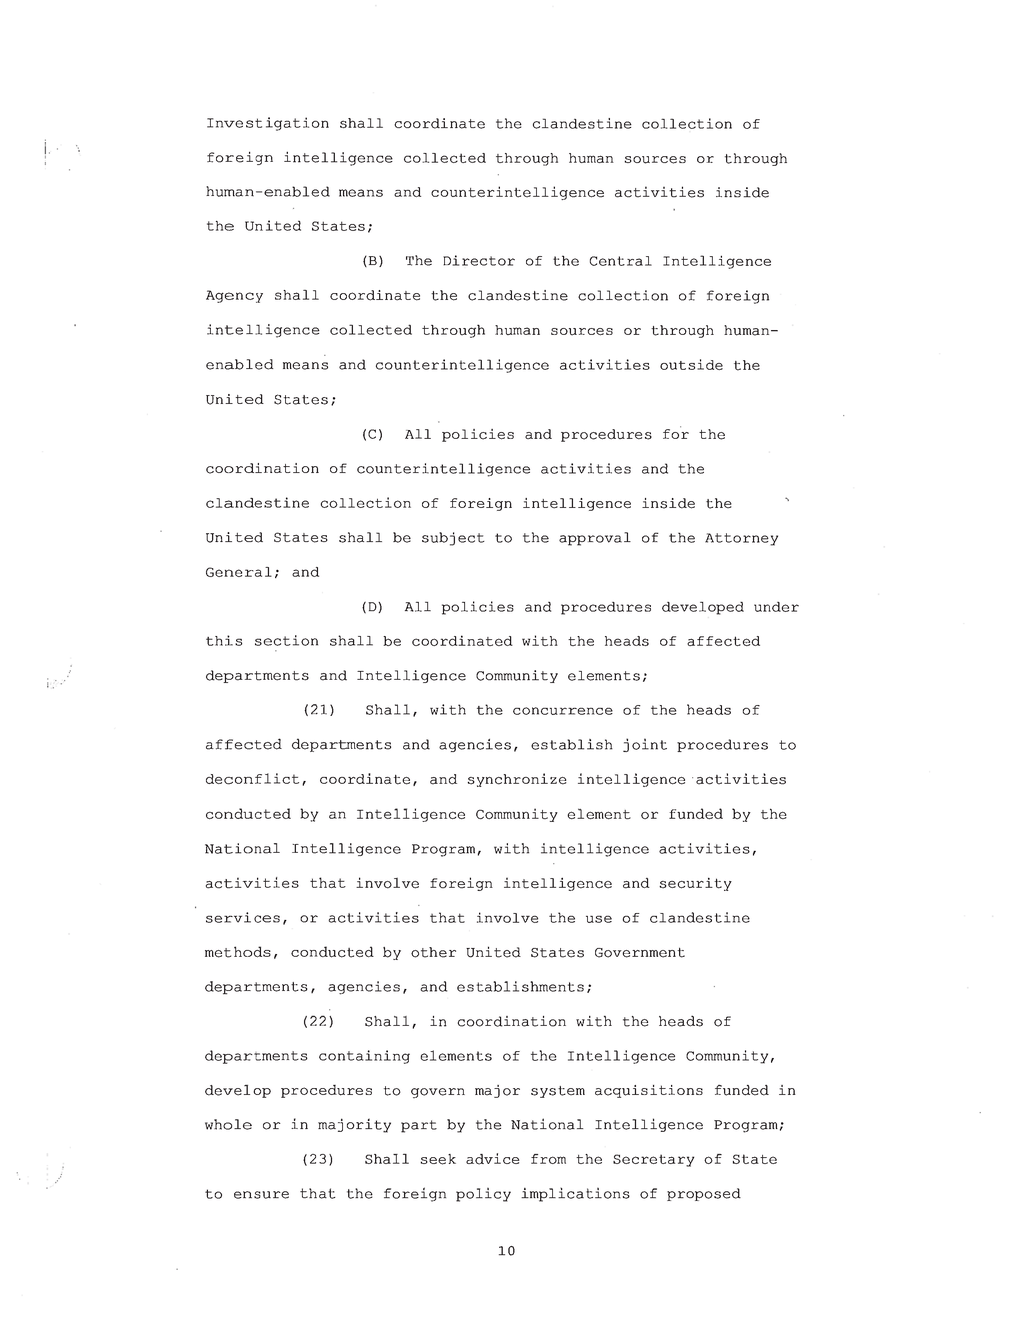 Investigation shall coordinate the clandestine collection of
foreign intelligence collected through human sources or through
human-enabled means and counterintelligence activities inside
the United States;
(B) The Director of the Central Intelligence
Agency shall coordinate the clandestine collection of foreign
intelligence collected through human sources or through human-
enabled means and counterintelligence activities outside the
United States;
(C) All policies and procedures for the
coordination of counterintelligence activities and the
clandestine collection of foreign intelligence inside the
United States shall be subject to the approval of the Attorney
General; and
(D) All policies and procedures developed under
this section shall be coordinated with the heads of affected
departments and Intelligence Community elements;
(21) Shall, with the concurrence of the heads of
affected departments and agencies, establish joint procedures to
deconflict, coordinate, and synchronize intelligence activities
conducted by an Intelligence Community element or funded by the
National Intelligence Program, with intelligence activities,
activities that involve foreign intelligence and security
services, or activities that involve the use of clandestine
methods, conducted by other United States Government
departments, agencies, and establishments;
(22) Shall, in coordination with the heads of
departments containing elements of the Intelligence Community,
develop procedures to govern major system acquisitions funded in
whole or in majority part by the National Intelligence Program;
(23) Shall seek advice from the Secretary of State
to ensure that the foreign policy implications of proposed
10